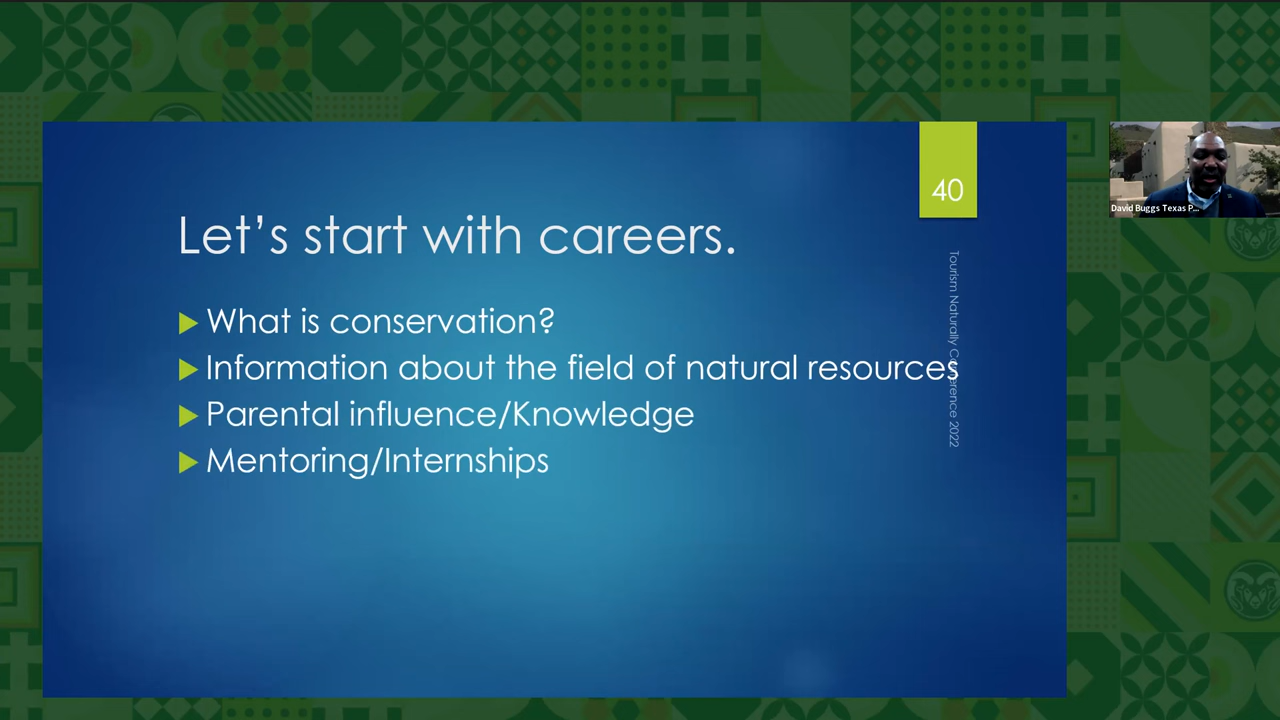 40
Let’s start with careers.
What is conservation?
Information about the field of natural resources
Parental influence/Knowledge
Mentoring/Internships
Tourism Naturally Conference 2022
David Buggs Texas P...